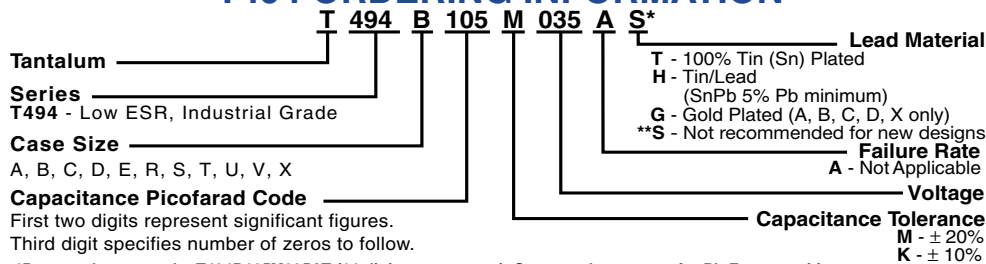 T 494 B 105 M 035 A S*
Lead Material
T - 100% Tin (Sn) Plated
H - Tin/Lead
(SnPb 5% Pb minimum)
G - Gold Plated (A, B, C, D, X only)
**S - Not recommended for new designs
Failure Rate
A - Not Applicable
Voltage
Capacitance Tolerance
M - ± 20%
K - ± 10%
Tantalum
Series
T494 - Low ESR, Industrial Grade
Case Size
A, B, C, D, E, R, S, T, U, V, X
Capacitance Picofarad Code
First two digits represent significant figures.
Third digit specifies number of zeros to follow.